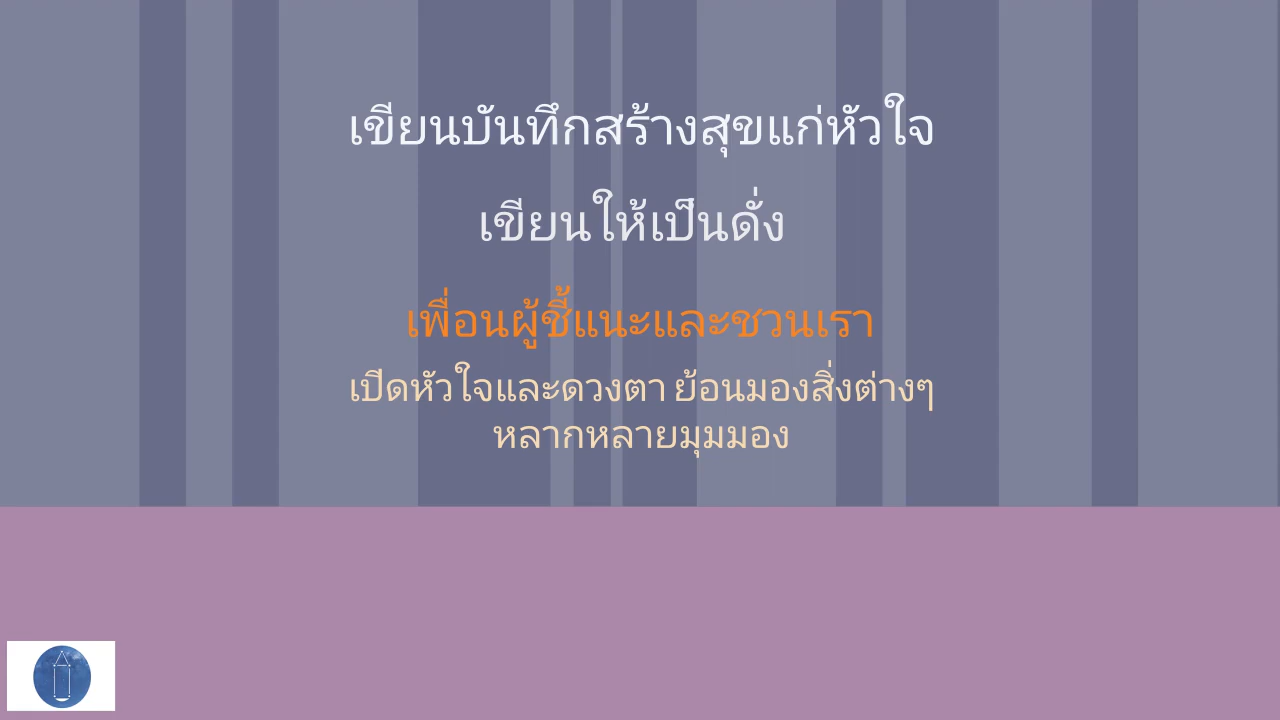 เขียนบันทึกสร้างสุขแก่หัวใจ
เขียนให้เป็นดั่ง
เพื่อนผู้ชี้แนะและชวนเรา
เปิดหัวใจและดวงตา ย้อนมองสิ่งต่างๆ
หลากหลายมุมมอง